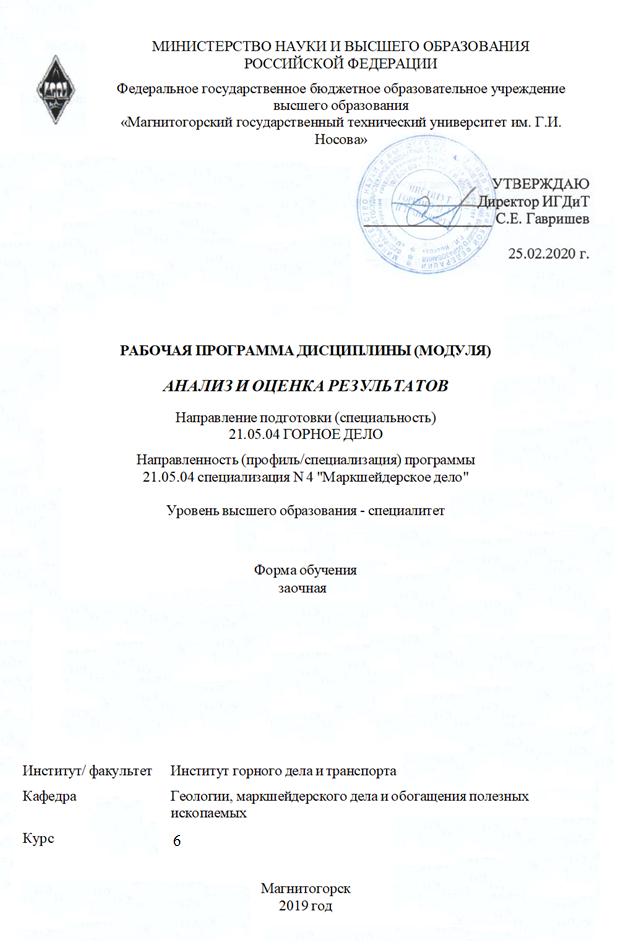 МИНИСТЕРСТВО НАУКИ И ВЫСШЕГО ОБРАЗОВАНИЯ
РОССИЙСКОЙ ФЕДЕРАЦИИ
Федеральное государственное бюджетное образовательное учреждение
высшего образования
«Магнитогорский государственный технический университет им. Г.И.
Носова»
УТВЕРЖДАЮ
Директор ИГДиТ
С.Е. Гавришев
25.02.2020 г.
РАБОЧАЯ ПРОГРАММА ДИСЦИПЛИНЫ (МОДУЛЯ)
АНАЛИЗ И ОЦЕНКА РЕЗУЛЬТАТОВ
Направление подготовки (специальность)
21.05.04 ГОРНОЕ ДЕЛО
Направленность (профиль/специализация) программы
21.05.04 специализация N 4 "Маркшейдерское дело"
Уровень высшего образования - специалитет
Форма обучения
заочная
Институт/ факультет Институт горного дела и транспорта
Кафедра Геологии, маркшейдерского дела и обогащения полезных
ископаемых
Курс 6
Магнитогорск
2019 год